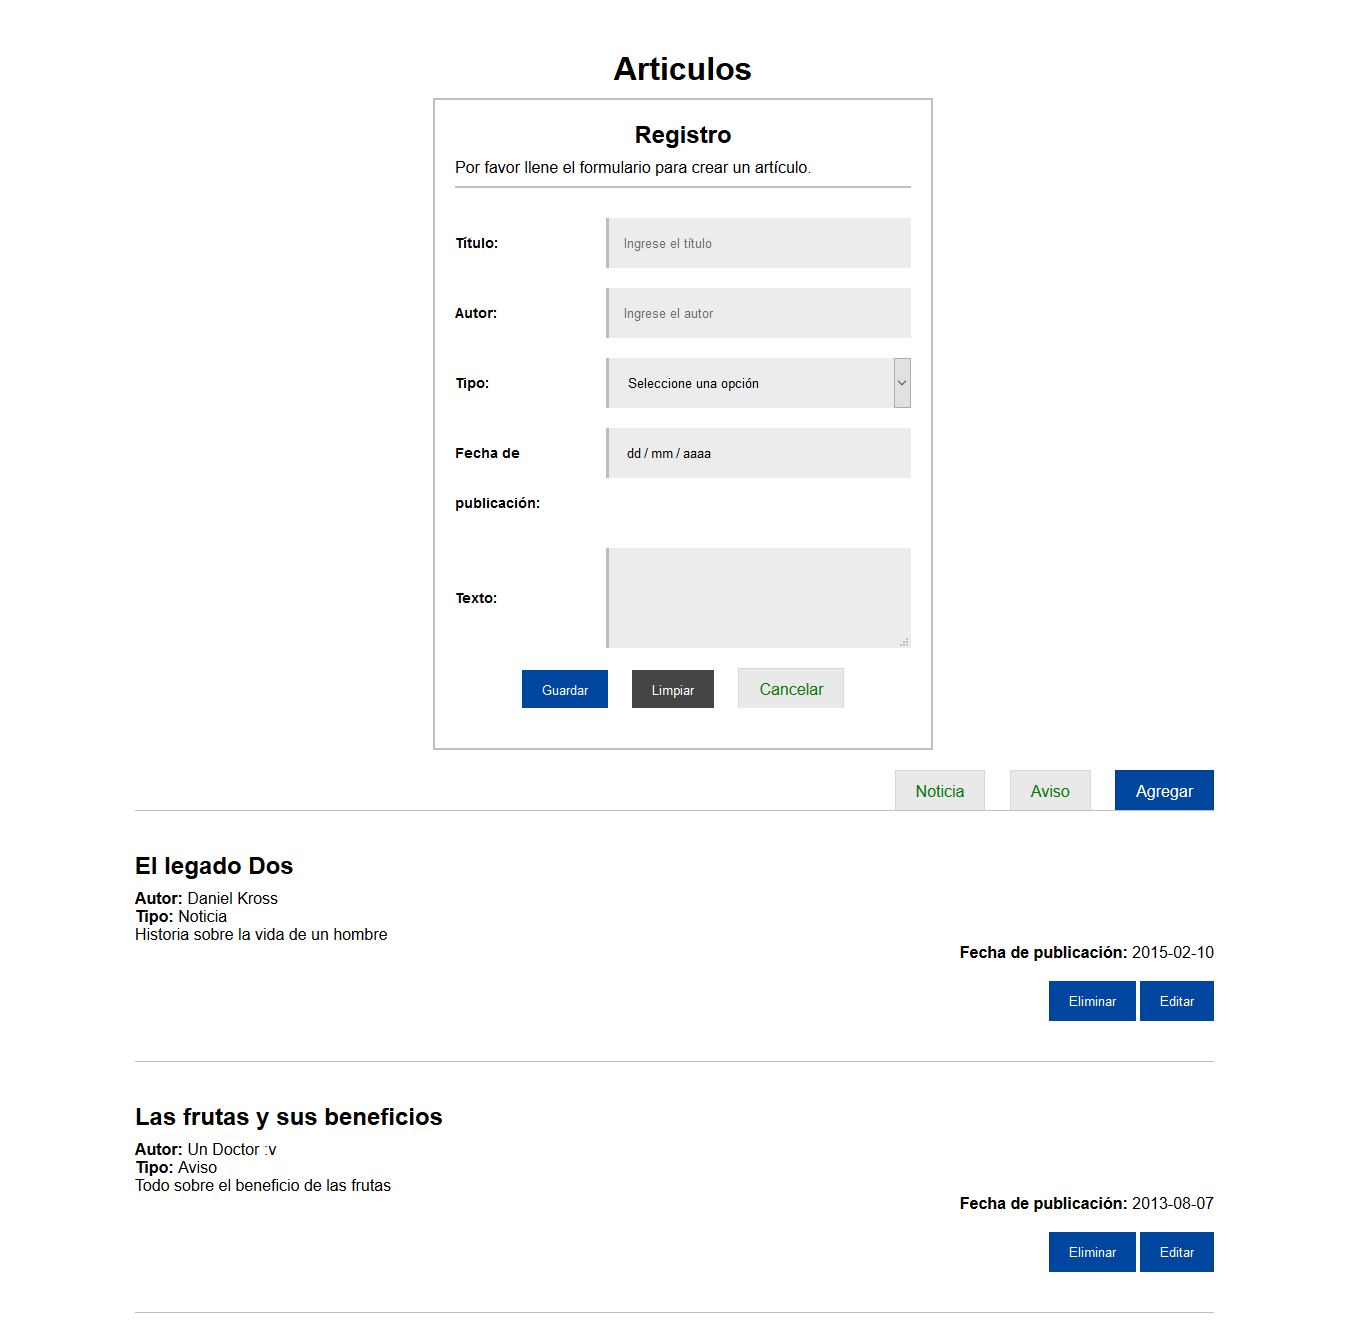 Articulos
Registro
Por favor llene el formulario para crear un artículo.
Título:
Ingrese el título
Autor:
Ingrese el autor
Tipo:
Seleccione una opción
Fecha de
publicación:
dd / mm / aaaa
Texto:
Guardar Limpiar Cancelar
Noticia Aviso Agregar
El legado Dos
Autor: Daniel Kross
Tipo: Noticia
Historia sobre la vida de un hombre
Fecha de publicación: 2015-02-10
Eliminar Editar
Las frutas y sus beneficios
Autor: Un Doctor :v
Tipo: Aviso
Todo sobre el beneficio de las frutas
Fecha de publicación: 2013-08-07
Eliminar Editar